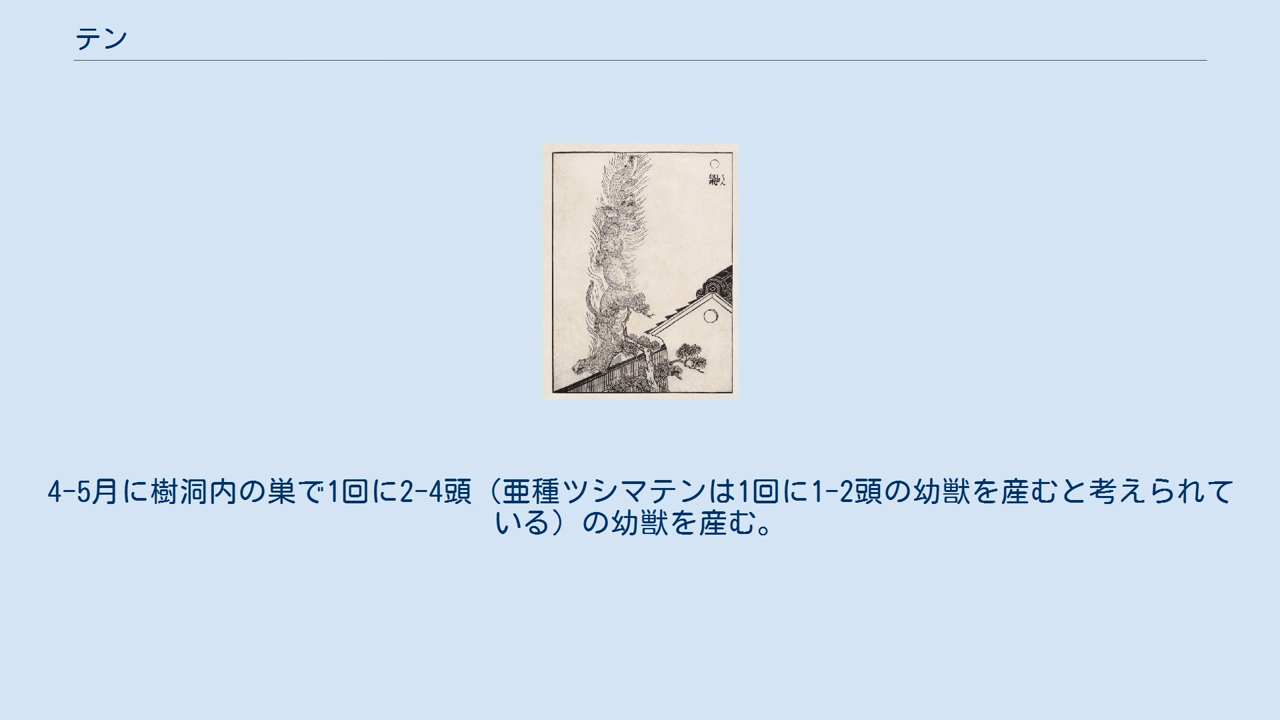 テン
4-5月に樹洞内の巣で1回に2-4頭（亜種ツシマテンは1回に1-2頭の幼獣を産むと考えられて
いる）の幼獣を産む。